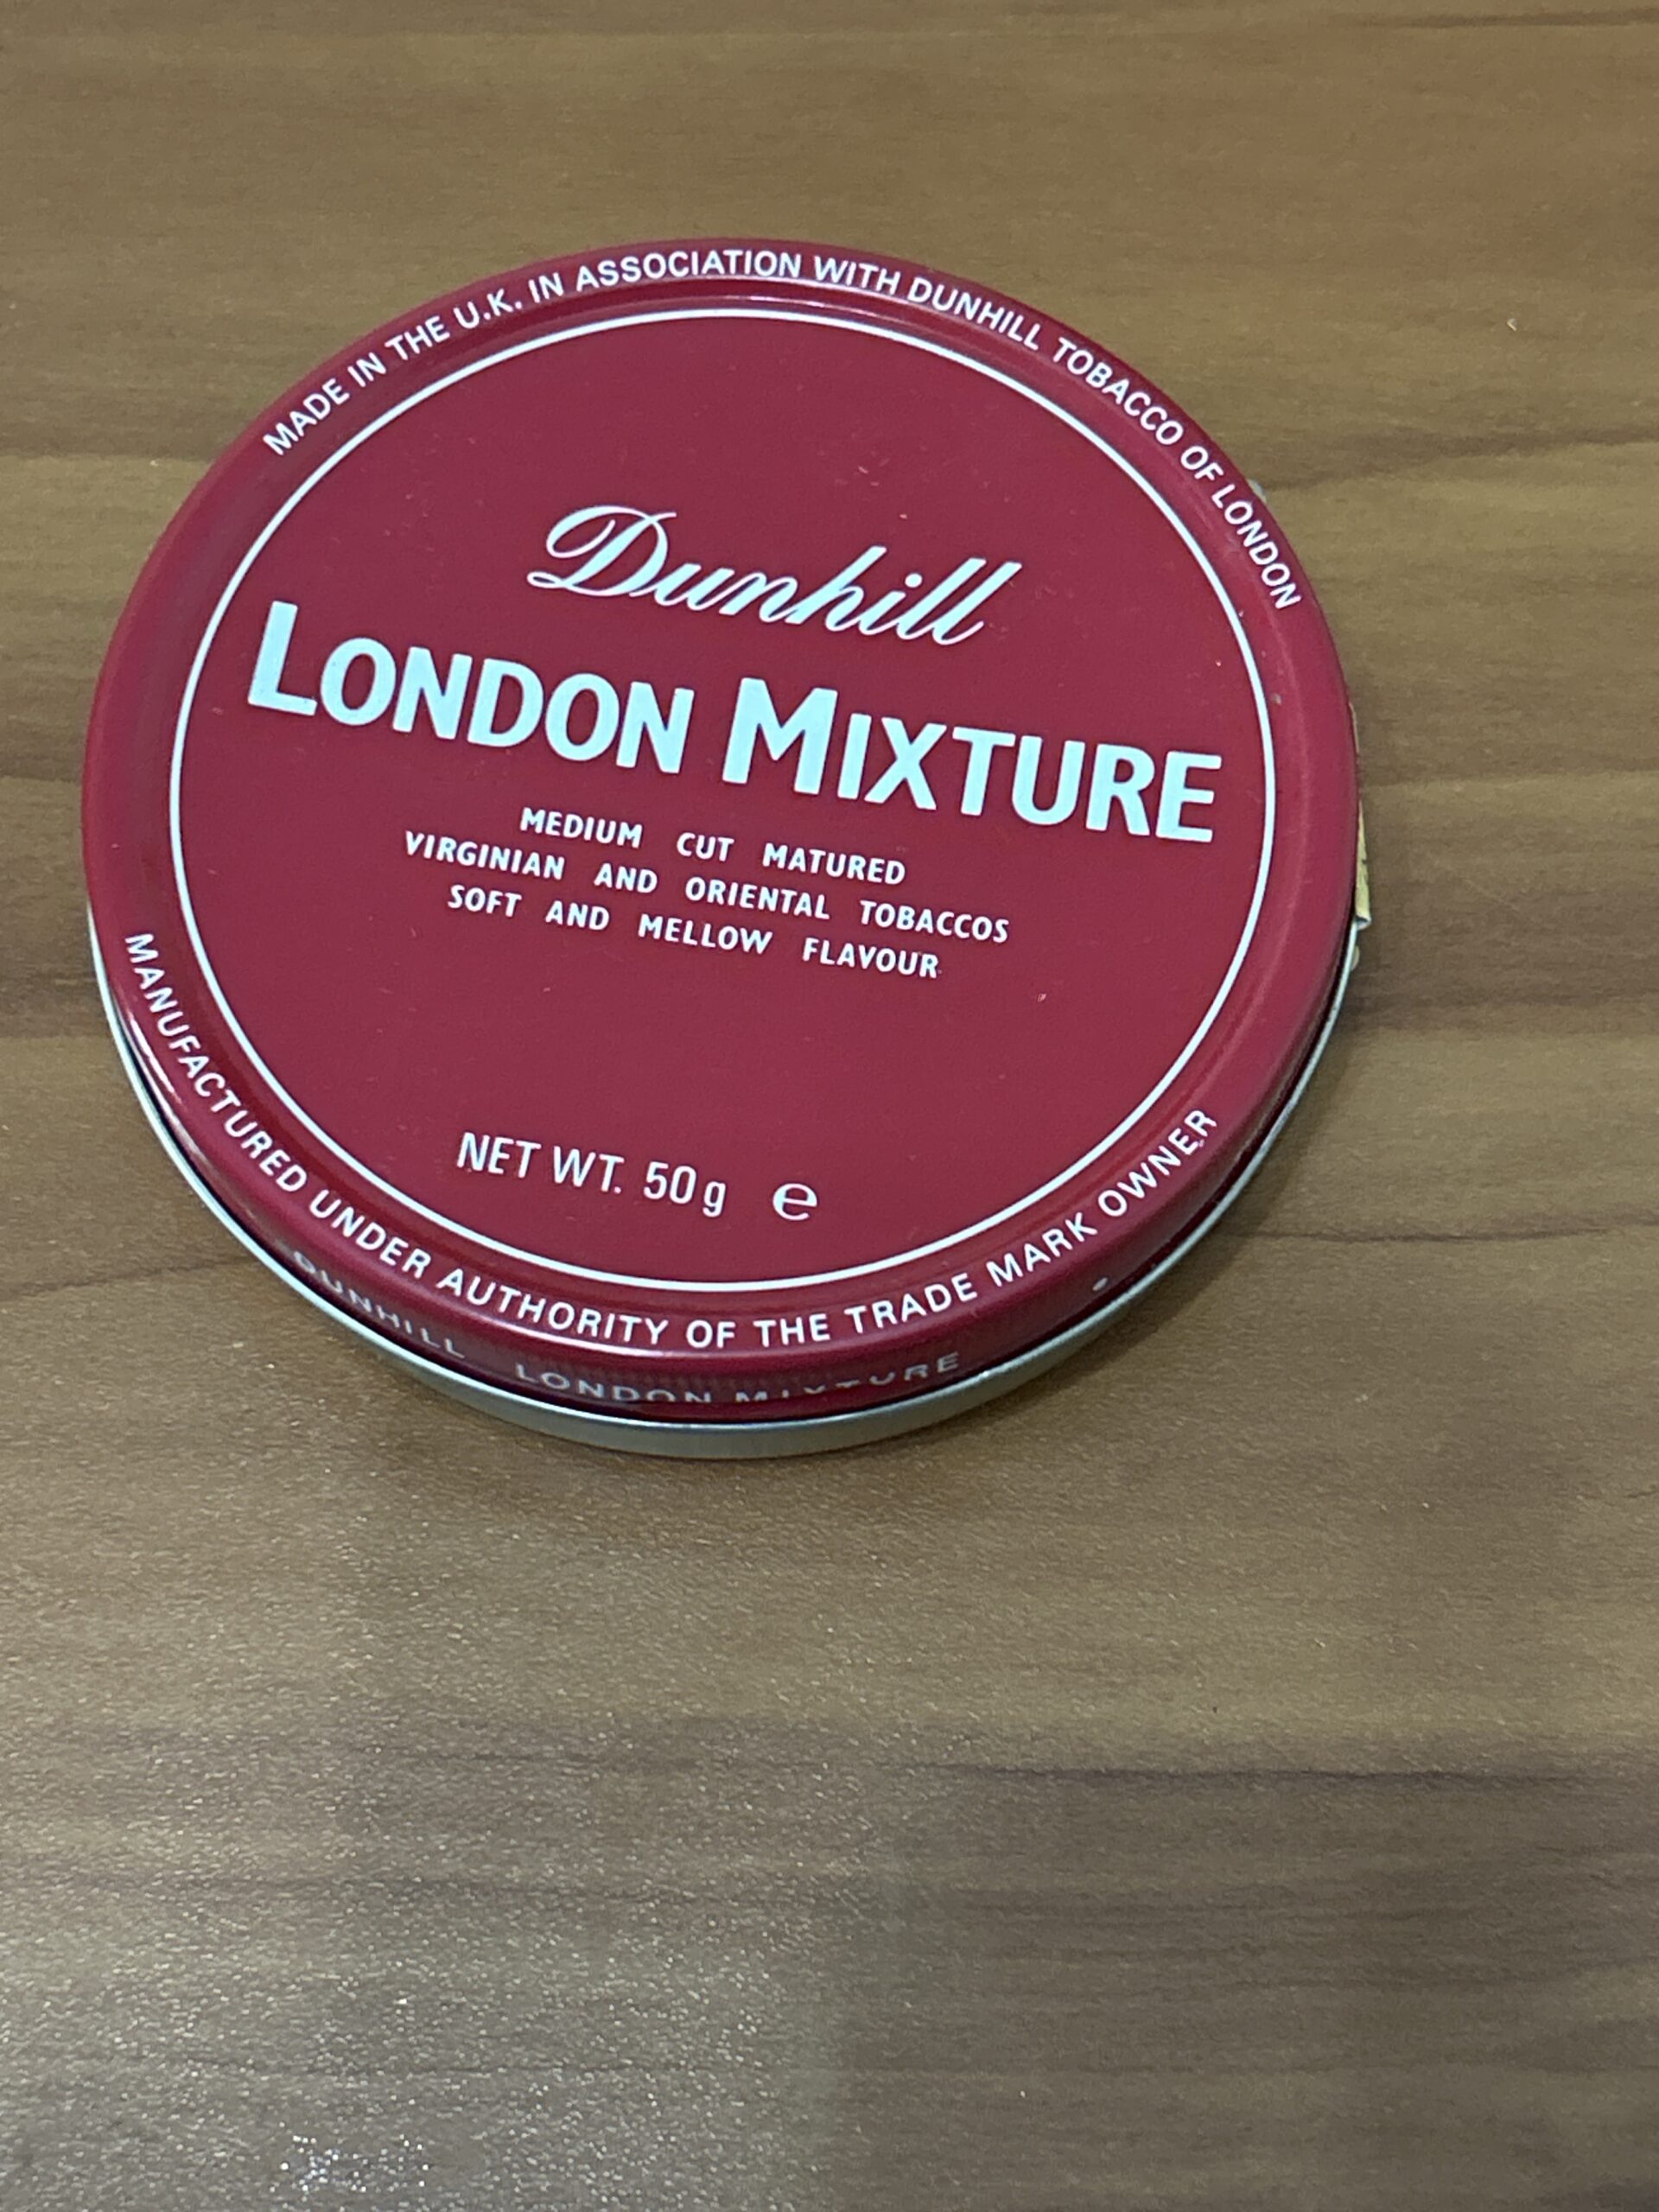 MADE IN THE U.K. IN ASSOCIATION WITH DUNHILL TOBACCO OF LONDON
Dunhill
LONDON MIXTURE
MEDIUM CUT MATURED
VIRGINIAN AND ORIENTAL TOBACCOS
SOFT AND MELLOW FLAVOUR
NET WT. 50g e
MANUFACTURED UNDER AUTHORITY OF THE TRADE MARK OWNER
DUNHILL LONDON MIXTURE